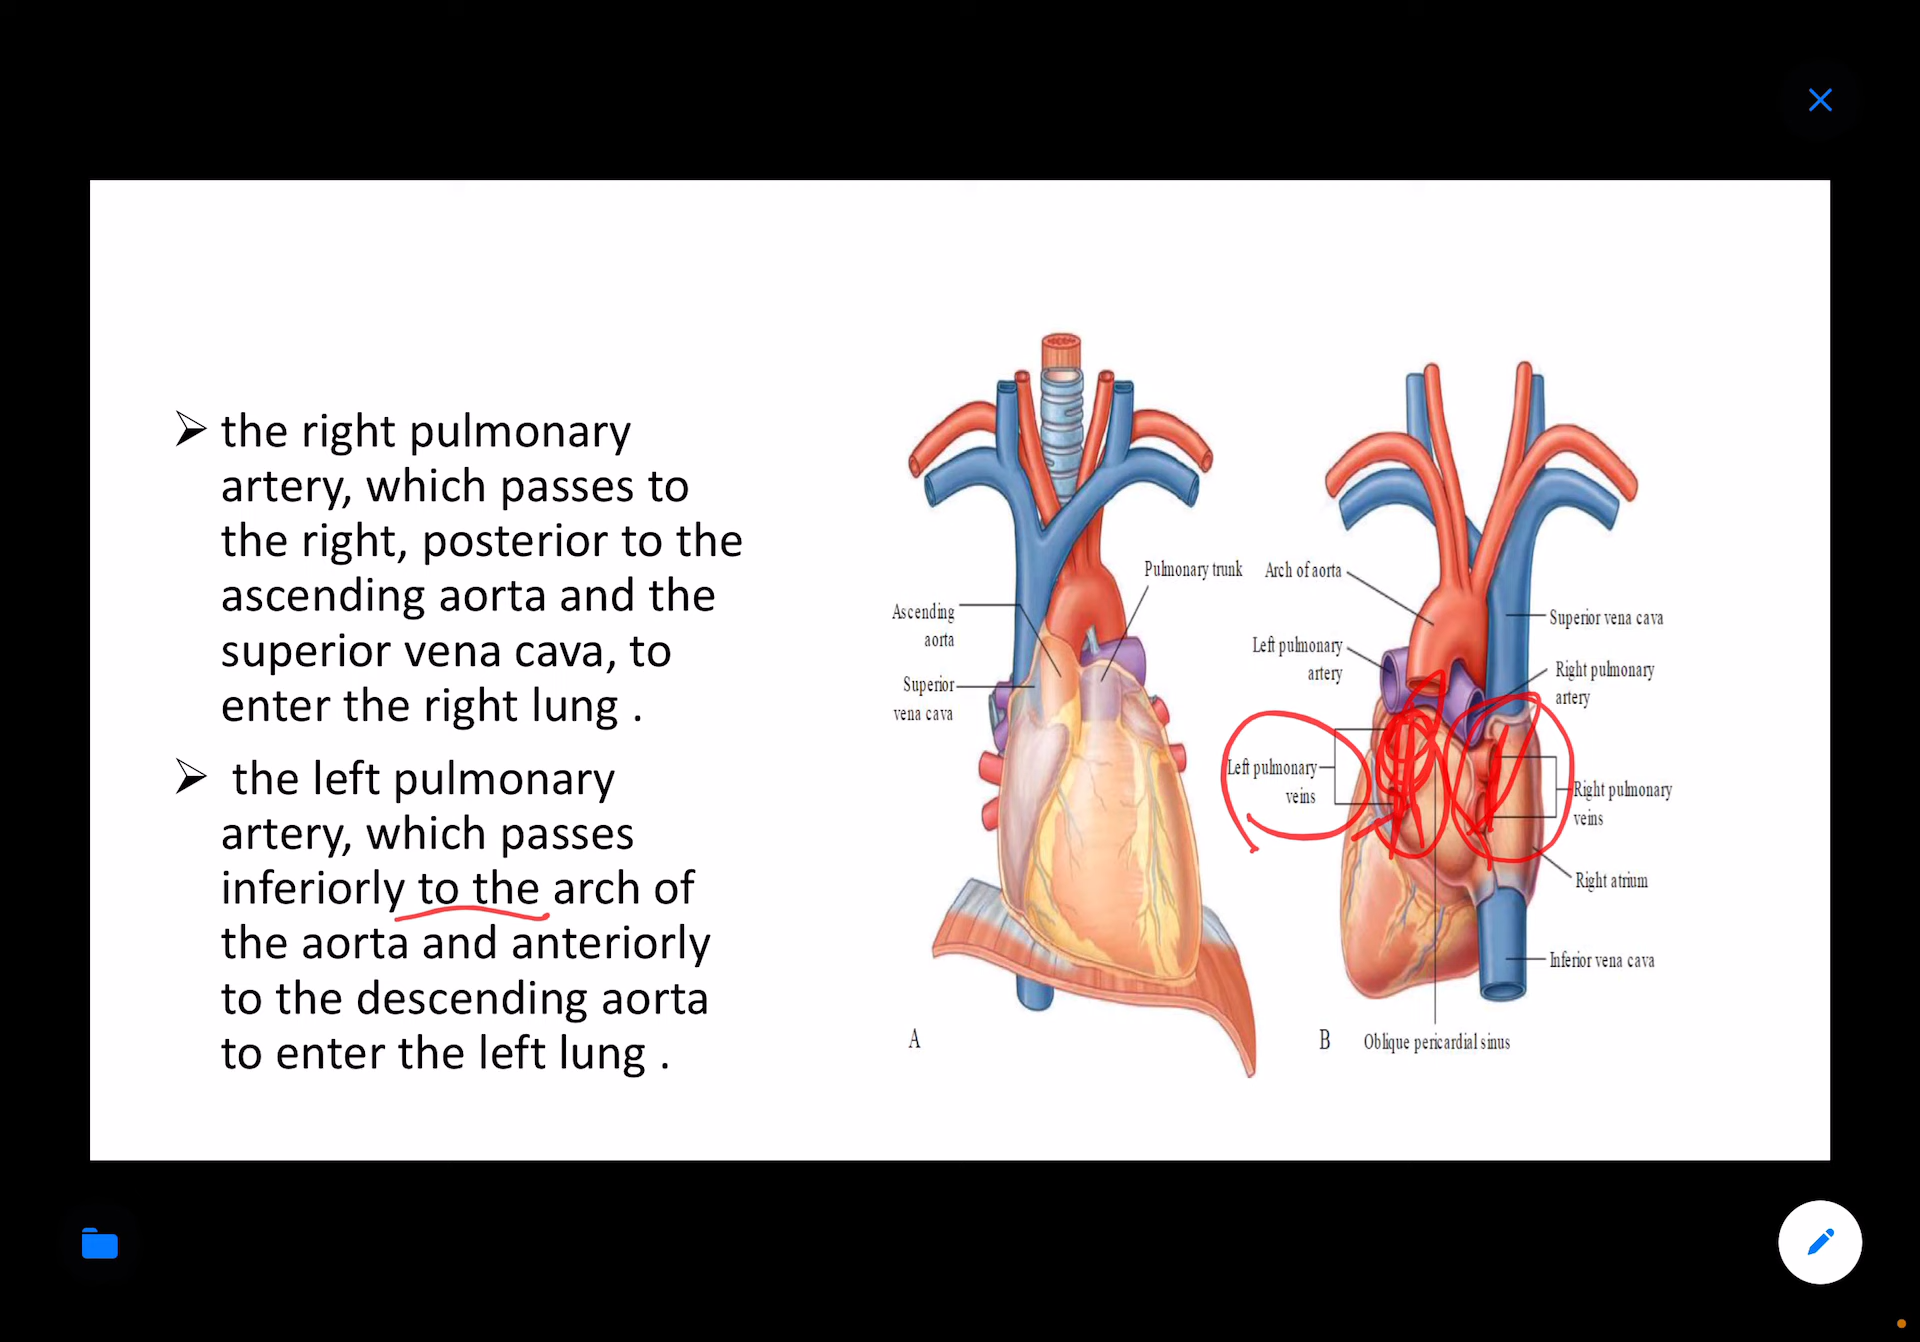 ➢ the right pulmonary
artery, which passes to
the right, posterior to the
ascending aorta and the
superior vena cava, to
enter the right lung .
➢ the left pulmonary
artery, which passes
inferiorly to the arch of
the aorta and anteriorly
to the descending aorta
to enter the left lung .
Pulmonary trunk
Ascending
aorta
Superior
vena cava
A
Arch of aorta
Left pulmonary
artery
Left pulmonary
veins
Superior vena cava
Right pulmonary
artery
Right pulmonary
veins
Right atrium
Inferior vena cava
B
Oblique pericardial sinus